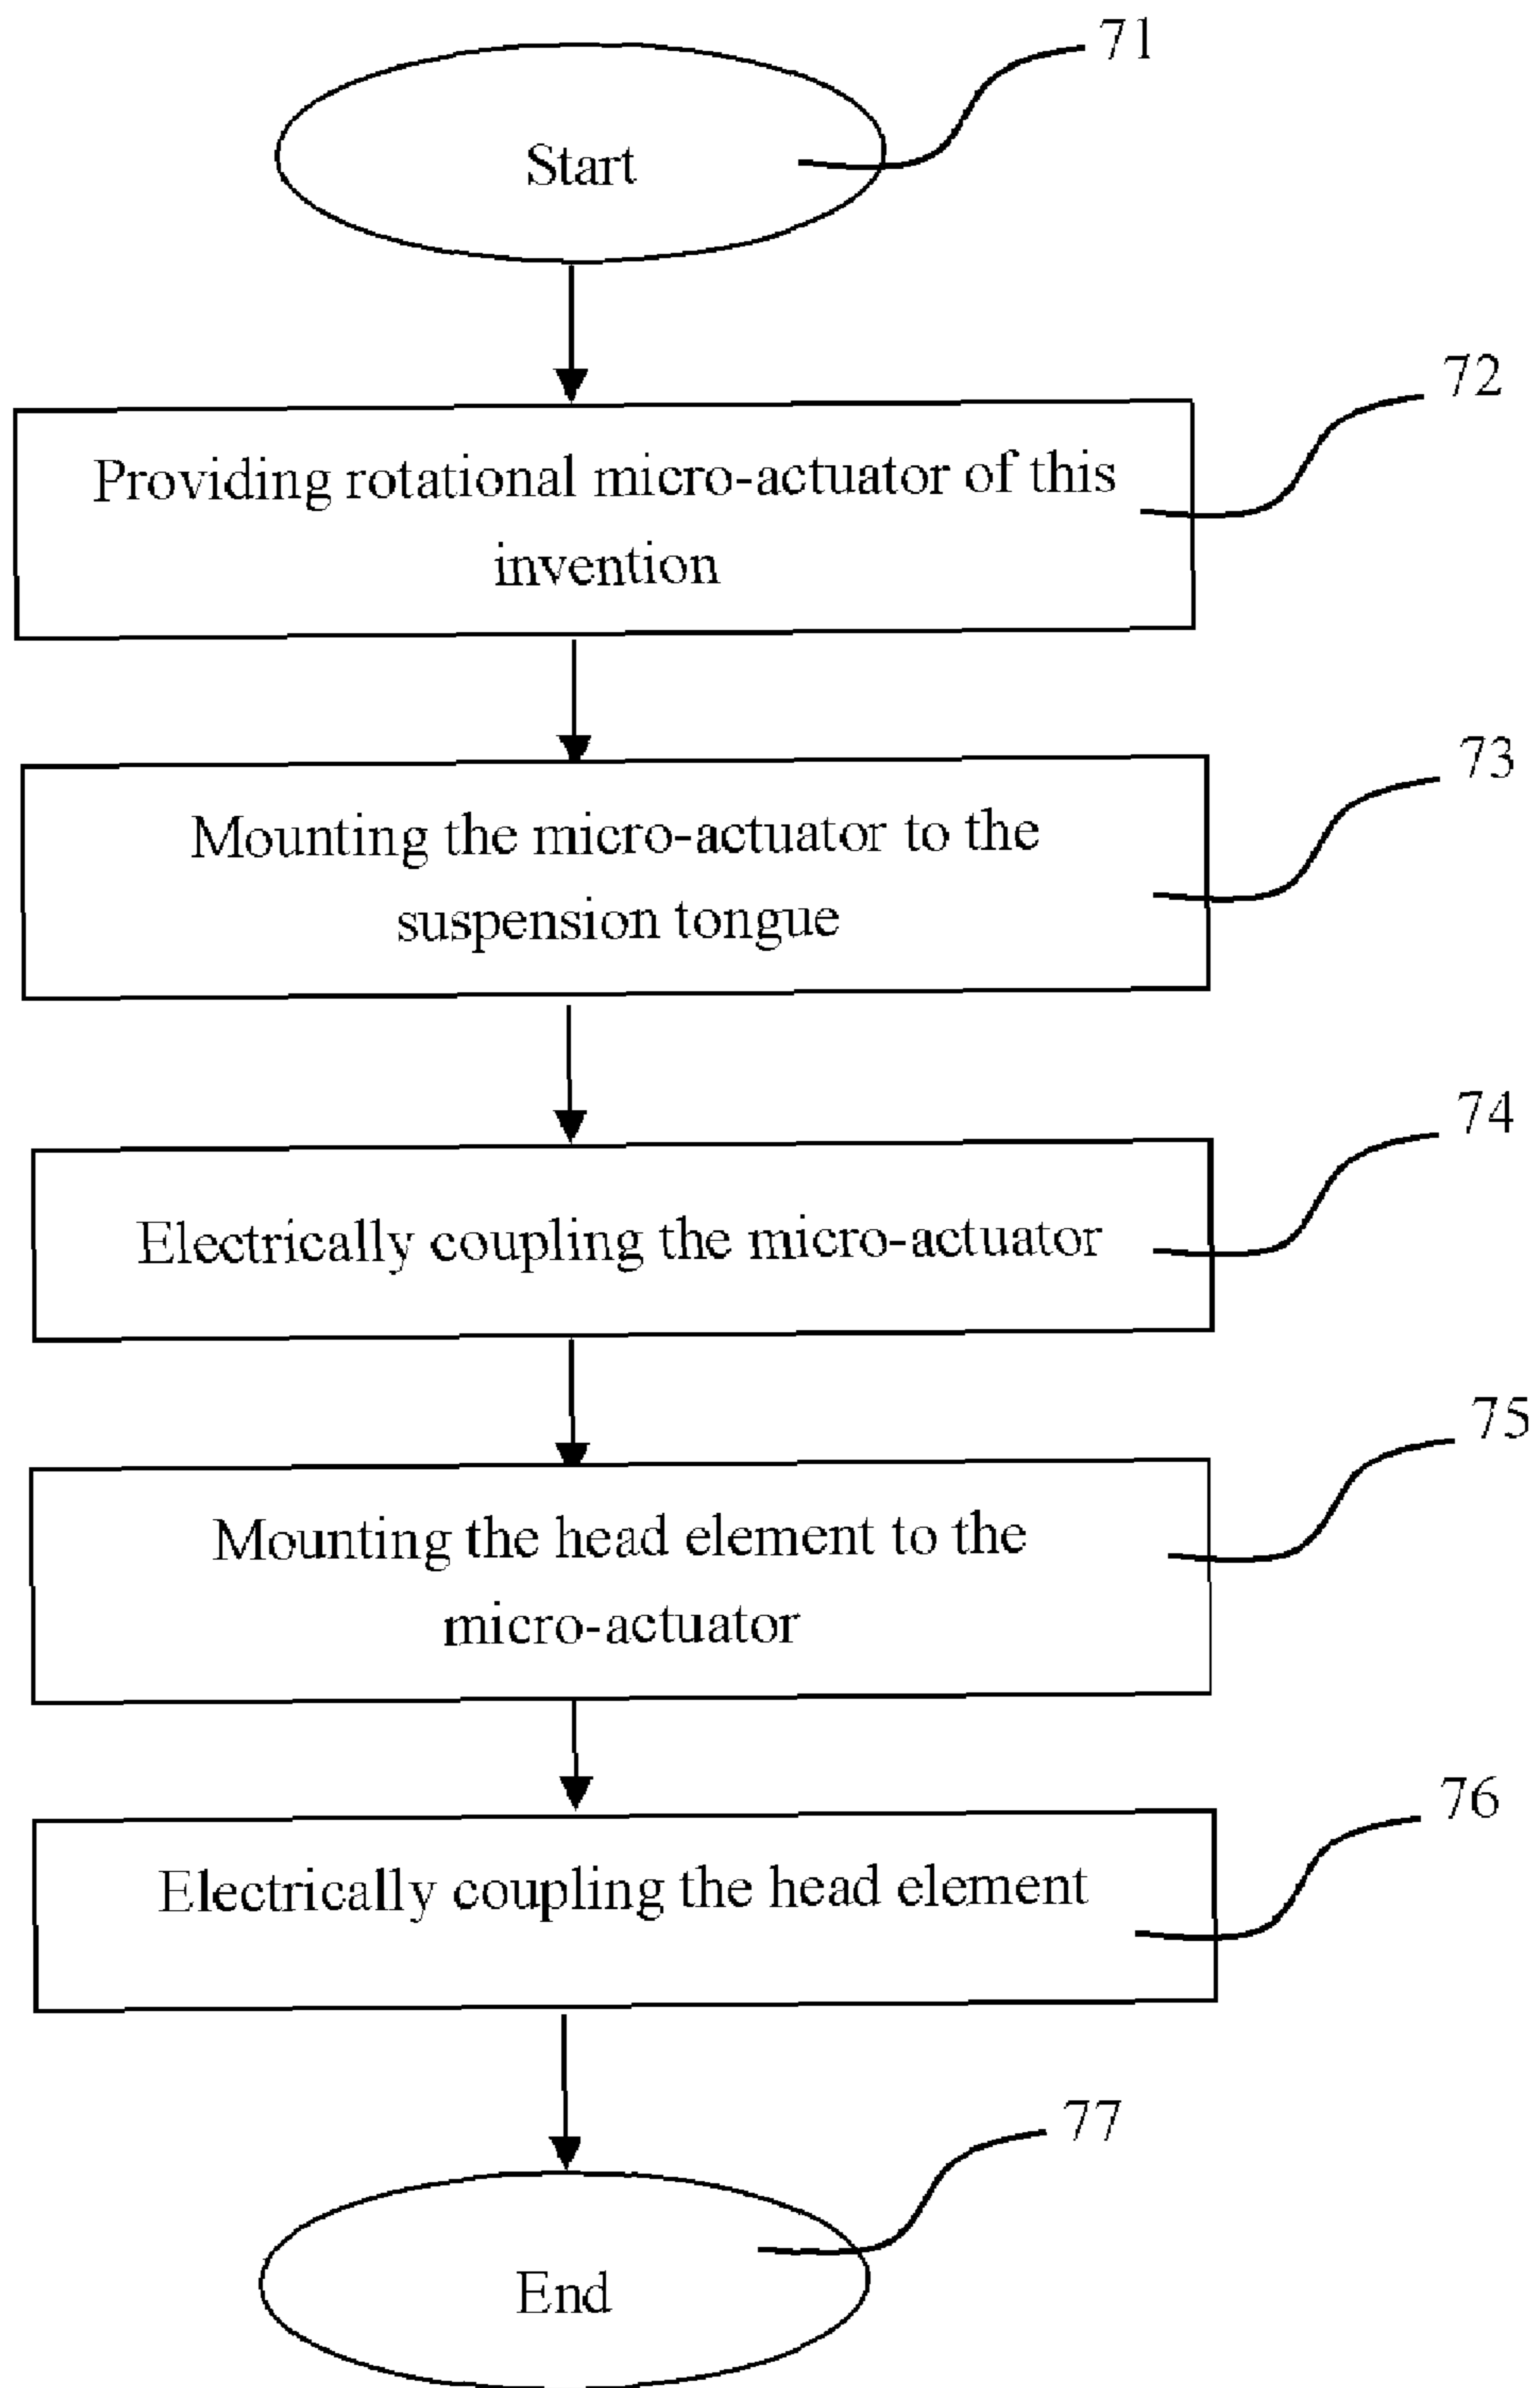 71
Start
72
Providing rotational micro-actuator of this
invention
73
Mounting the micro-actuator to the
suspension tongue
74
Electrically coupling the micro-actuator
75
Mounting the head element to the
micro-actuator
76
Electrically coupling the head element
77
End